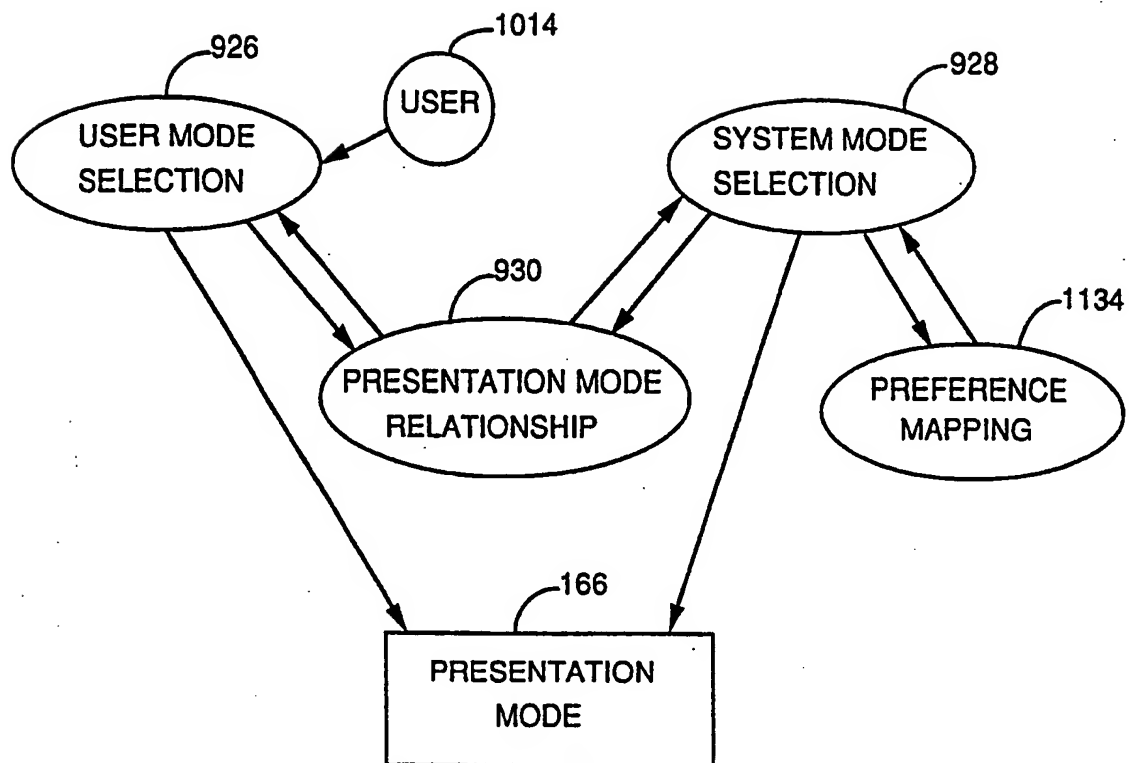 1014
926
928
USER
USER MODE
SELECTION
SYSTEM MODE
SELECTION
930
1134
PRESENTATION MODE
RELATIONSHIP
PREFERENCE
MAPPING
166
PRESENTATION
MODE